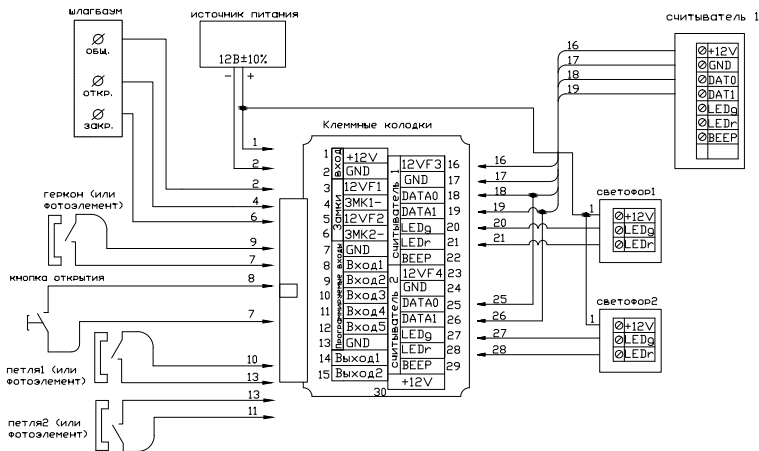 шлагбаум
общ.
откр.
закр.
источник питания
12В±10%
− +
считыватель 1
+12V
GND
DAT0
DAT1
LEDg
LEDr
BEEP
16
17
18
19
Клеммные колодки
1
2
2
4
6
9
7
8
7
10
13
13
11
геркон (или
фотоэлемент)
кнопка открытия
петля1 (или
фотоэлемент)
петля2 (или
фотоэлемент)
Вход
Замки
Программируемые входы
1 +12V
2 GND
3 12VF1
4 ЗМК1-
5 12VF2
6 ЗМК2-
7 GND
8 Вход1
9 Вход2
10 Вход3
11 Вход4
12 Вход5
13 GND
14 Выход1
15 Выход2
считыватель 1
считыватель 2
12VF3 16
GND 17
DATA0 18
DATA1 19
LEDg 20
LEDr 21
BEEP 22
12VF4 23
GND 24
DATA0 25
DATA1 26
LEDg 27
LEDr 28
BEEP 29
+12V
30
16
17
18
19
20
21
25
26
27
28
светофор1
1
+12V
LEDg
LEDr
светофор2
1
+12V
LEDg
LEDr